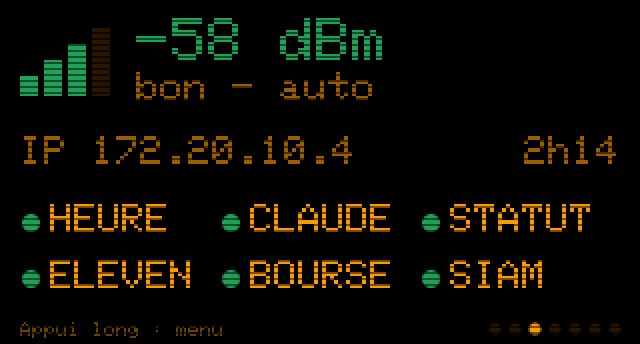 -58 dBm
bon - auto
IP 172.20.10.4 2h14
HEURE CLAUDE STATUT
ELEVEN BOURSE SIAM
Appui long : menu